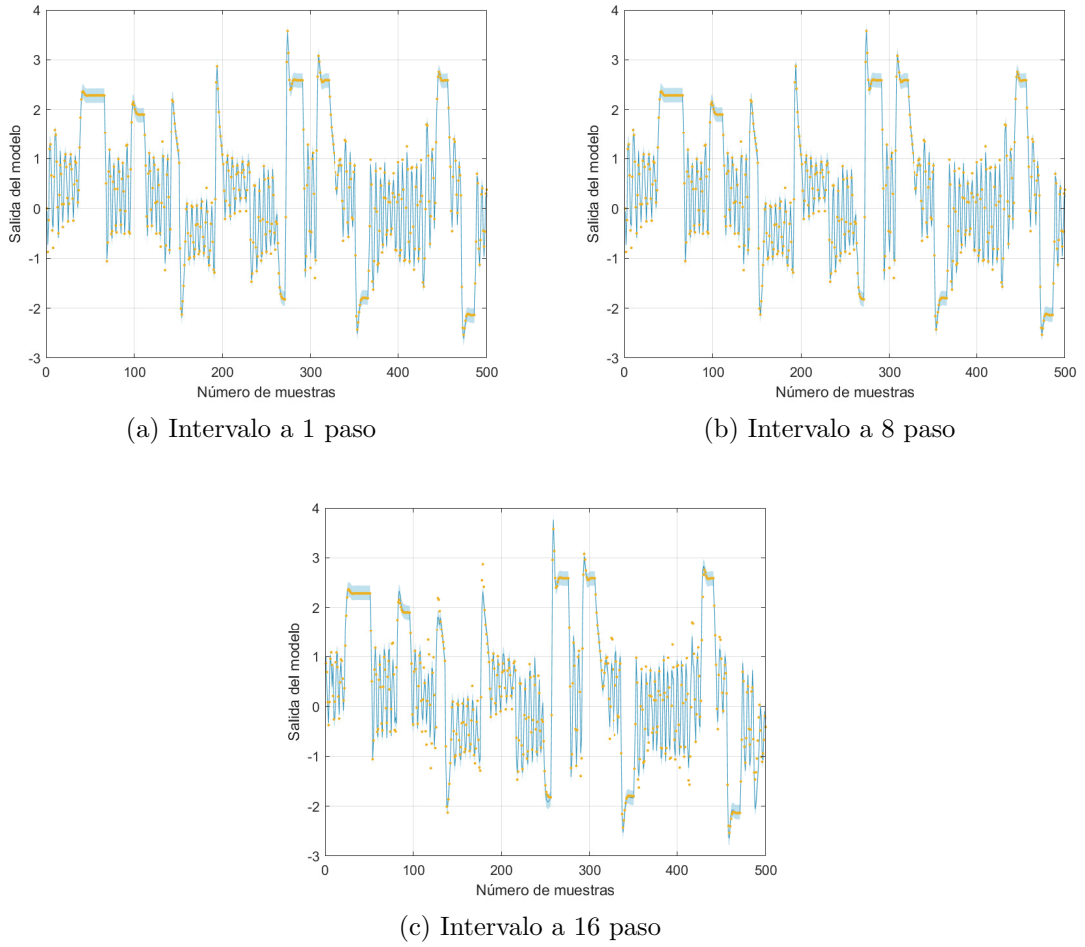 4
3
2
1
0
-1
-2
-3
Salida del modelo
0 100 200 300 400 500
Número de muestras
(a) Intervalo a 1 paso
4
3
2
1
0
-1
-2
-3
Salida del modelo
0 100 200 300 400 500
Número de muestras
(b) Intervalo a 8 paso
4
3
2
1
0
-1
-2
-3
Salida del modelo
0 100 200 300 400 500
Número de muestras
(c) Intervalo a 16 paso